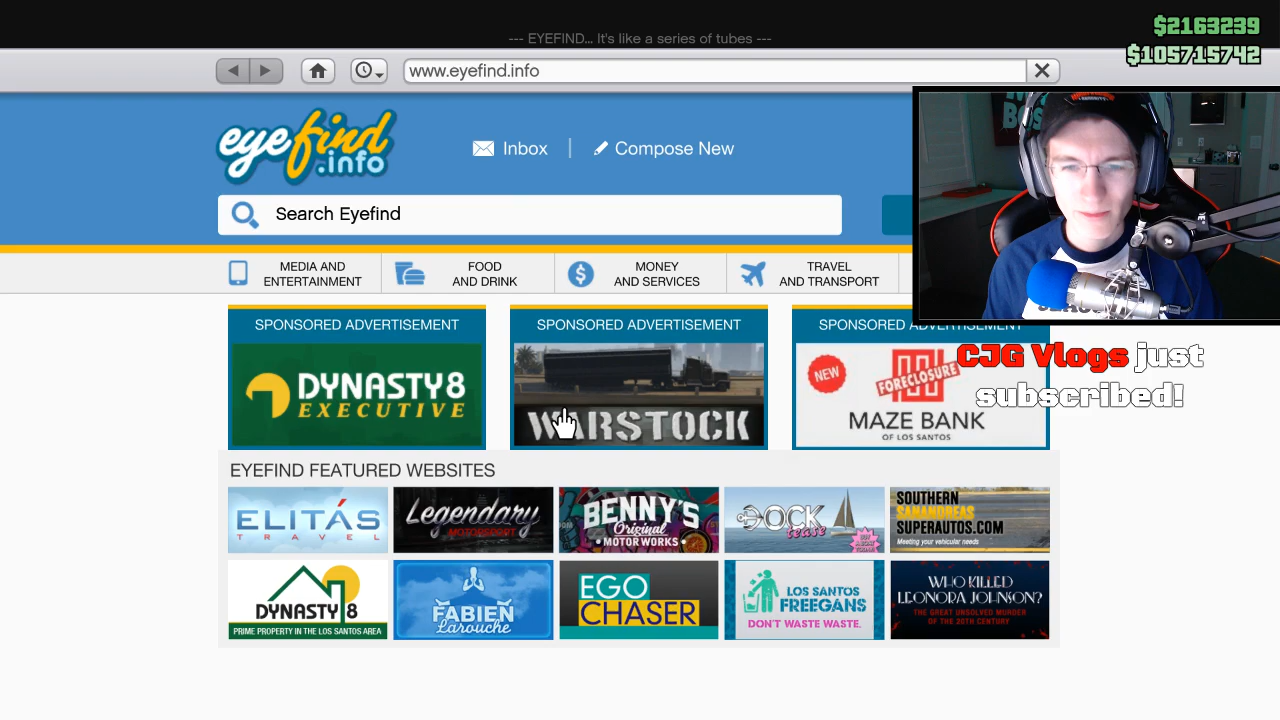 $2163239
--- EYEFIND... It's like a series of tubes ---
$105715742
www.eyefind.info
eyefind
.info
Inbox
Compose New
Search Eyefind
MEDIA AND
ENTERTAINMENT
FOOD
AND DRINK
MONEY
AND SERVICES
TRAVEL
AND TRANSPORT
SPONSORED ADVERTISEMENT
DYNASTY 8
EXECUTIVE
SPONSORED ADVERTISEMENT
WARSTOCK
SPONSORED ADVERTISEMENT
NEW
FORECLOSURE
MAZE BANK
OF LOS SANTOS
CJG Vlogs just
subscribed!
EYEFIND FEATURED WEBSITES
ELITÁS
TRAVEL
Legendary
MOTORSPORT
BENNY'S
Original
MOTOR WORKS
DOCK
tease
SOUTHERN
SANANDREAS
SUPERAUTOS.COM
Meeting your vehicular needs
DYNASTY 8
PRIME PROPERTY IN THE LOS SANTOS AREA
FABIEN
Larouche
EGO
CHASER
LOS SANTOS
FREEGANS
DON'T WASTE WASTE.
WHO KILLED
LEONORA JOHNSON?
THE GREAT UNSOLVED MURDER
OF THE 20TH CENTURY